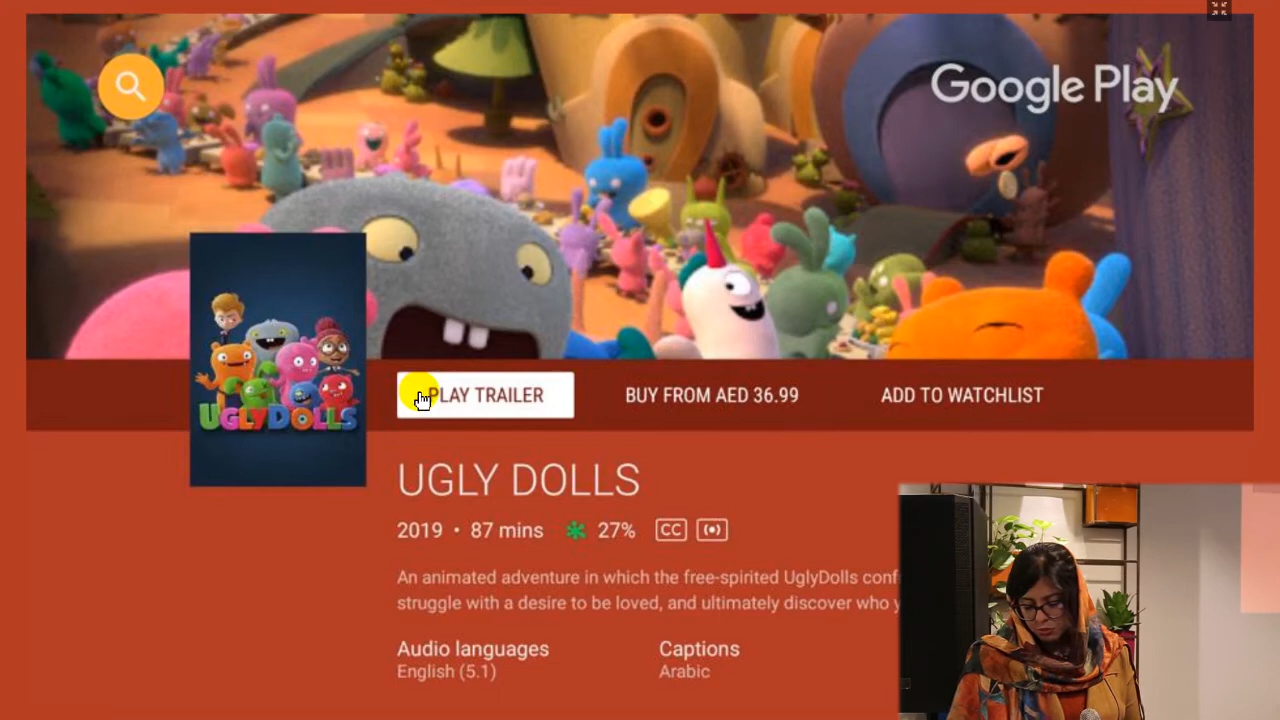 Google Play
UGLYDOLLS
PLAY TRAILER
BUY FROM AED 36.99
ADD TO WATCHLIST
UGLY DOLLS
2019 • 87 mins 27% CC
An animated adventure in which the free-spirited UglyDolls
struggle with a desire to be loved, and ultimately discover who
Audio languages
English (5.1)
Captions
Arabic